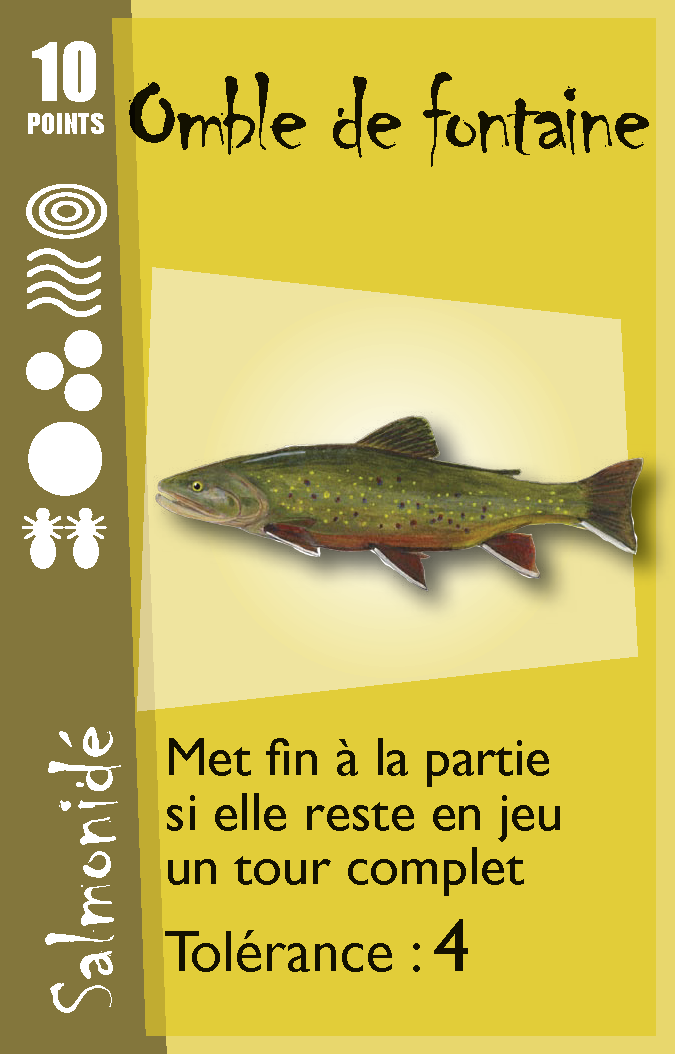 10
POINTS
Omble de fontaine
Salmonidé
Met fin à la partie
si elle reste en jeu
un tour complet
Tolérance : 4